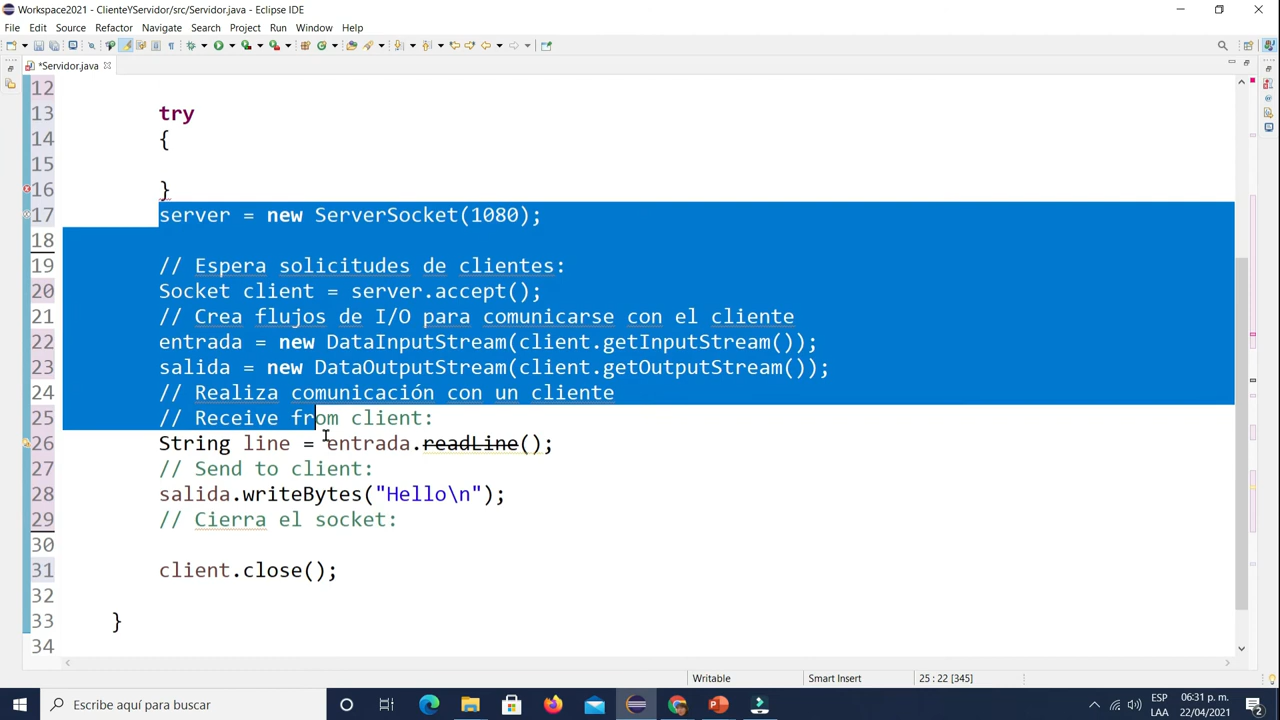 Workspace2021 - ClienteYServidor/src/Servidor.java - Eclipse IDE
File Edit Source Refactor Navigate Search Project Run Window Help
*Servidor.java
12
13 try
14 {
15
16 }
17 server = new ServerSocket(1080);
18
19 // Espera solicitudes de clientes:
20 Socket client = server.accept();
21 // Crea flujos de I/O para comunicarse con el cliente
22 entrada = new DataInputStream(client.getInputStream());
23 salida = new DataOutputStream(client.getOutputStream());
24 // Realiza comunicación con un cliente
25 // Receive from client:
26 String line = entrada.readLine();
27 // Send to client:
28 salida.writeBytes("Hello\n");
29 // Cierra el socket:
30
31 client.close();
32
33 }
34
Writable Smart Insert 25 : 22 [345]
Escribe aquí para buscar
ESP 06:31 p. m.
LAA 22/04/2021 2